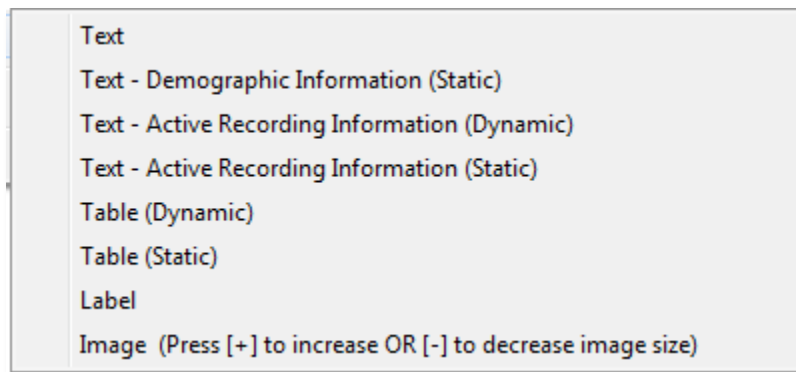 Text
Text - Demographic Information (Static)
Text - Active Recording Information (Dynamic)
Text - Active Recording Information (Static)
Table (Dynamic)
Table (Static)
Label
Image  (Press [+] to increase OR [-] to decrease image size)